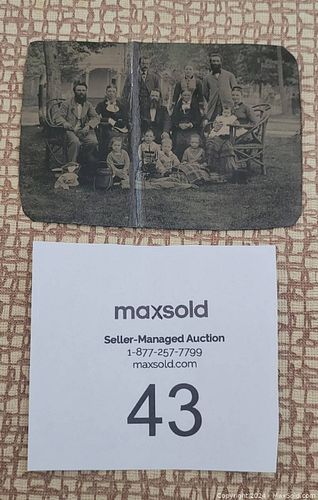 maxsold
Seller-Managed Auction
1-877-257-7799
maxsold.com
43
Copyright 2024 - MaxSold.com